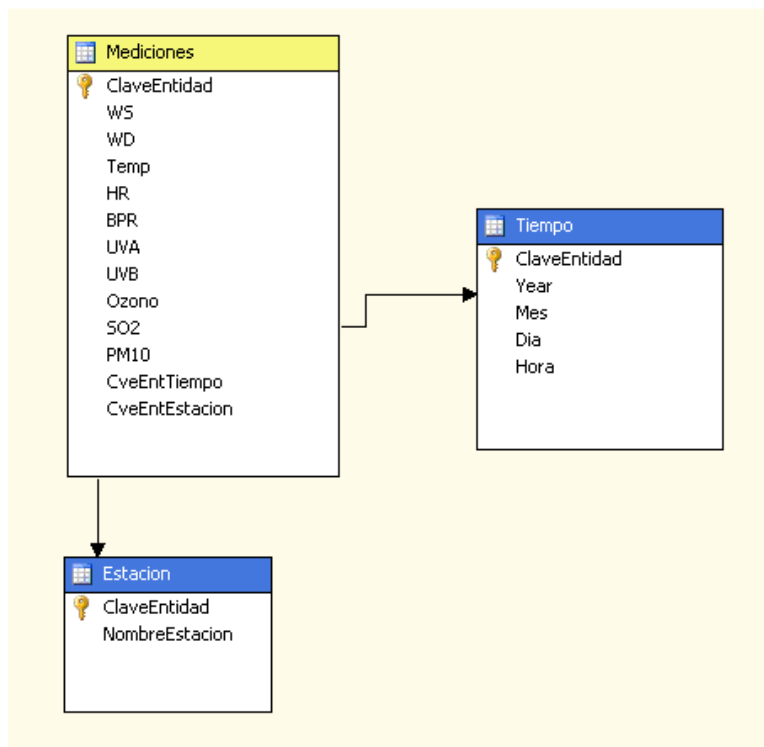 Mediciones
ClaveEntidad
WS
WD
Temp
HR
BPR
UVA
UVB
Ozono
SO2
PM10
CveEntTiempo
CveEntEstacion
Tiempo
ClaveEntidad
Year
Mes
Dia
Hora
Estacion
ClaveEntidad
NombreEstacion